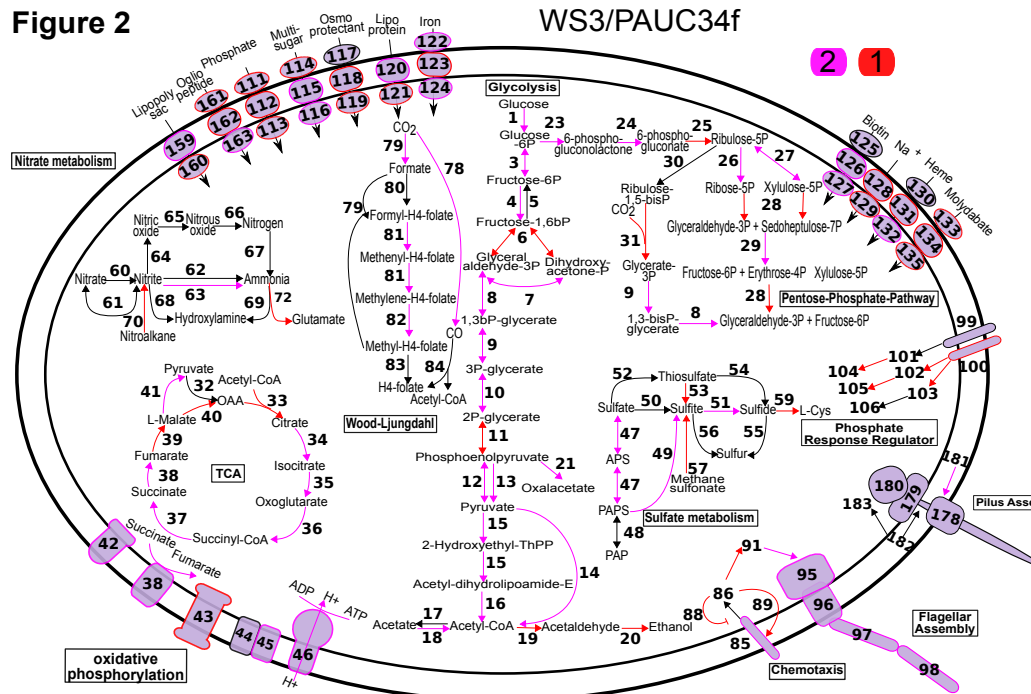 Figure 2
WS3/PAUC34f
2 1
Lipopoly sac
Oglio peptide
Phosphate
Multi- sugar
Osmo protectant
Lipo protein
Iron
159 160
161 162 163
111 112 113
114 115 116
117 118 119
120 121
122 123 124
Biotin
Na +
Heme
Molydabate
125 126 127
128 129
130 131 132
133 134 135
Nitrate metabolism
Nitric oxide
65
Nitrous oxide
66
Nitrogen
64
67
Nitrate
60
Nitrite
62
63
Ammonia
61
68
69
72
70
Hydroxylamine
Glutamate
Nitroalkane
CO2
79
78
Formate
80
79
Formyl-H4-folate
81
Methenyl-H4-folate
81
Methylene-H4-folate
82
CO
Methyl-H4-folate
83
84
H4-folate
Acetyl-CoA
Wood-Ljungdahl
Glycolysis
Glucose
1
Glucose -6P
23
6-phospho- gluconolactone
24
6-phospho- gluconate
25
Ribulose-5P
3
Fructose-6P
4
5
Fructose-1,6bP
6
Glyceral aldehyde-3P
Dihydroxy- acetone-P
7
8
1,3bP-glycerate
9
3P-glycerate
10
2P-glycerate
11
Phosphoenolpyruvate
21
Oxalacetate
12
13
Pyruvate
15
2-Hydroxyethyl-ThPP
15
14
Acetyl-dihydrolipoamide-E
16
17
Acetate
18
Acetyl-CoA
19
Acetaldehyde
20
Ethanol
30
26
27
Ribulose- 1,5-bisP
Ribose-5P
Xylulose-5P
CO2
28
31
Glyceraldehyde-3P + Sedoheptulose-7P
29
Glycerate- 3P
Fructose-6P + Erythrose-4P
Xylulose-5P
9
28
Pentose-Phosphate-Pathway
1,3-bisP- glycerate
8
Glyceraldehyde-3P + Fructose-6P
99
100
101
102
103
104
105
106
Phosphate
Response Regulator
52
Thiosulfate
54
53
Sulfate
50
Sulfite
51
Sulfide
59
L-Cys
47
56
55
APS
49
Sulfur
57
47
Methane sulfonate
PAPS
Sulfate metabolism
48
PAP
Pyruvate
41
32
Acetyl-CoA
33
L-Malate
40
OAA
Citrate
39
34
Fumarate
Isocitrate
38
TCA
35
Succinate
Oxoglutarate
37
36
Succinyl-CoA
Succinate
Fumarate
42
38
43
44
45
46
ADP
H+
ATP
H+
oxidative
phosphorylation
181
180
179
178
183
182
Pilus Asse
91
86
88
89
85
Chemotaxis
95
96
97
98
Flagellar
Assembly